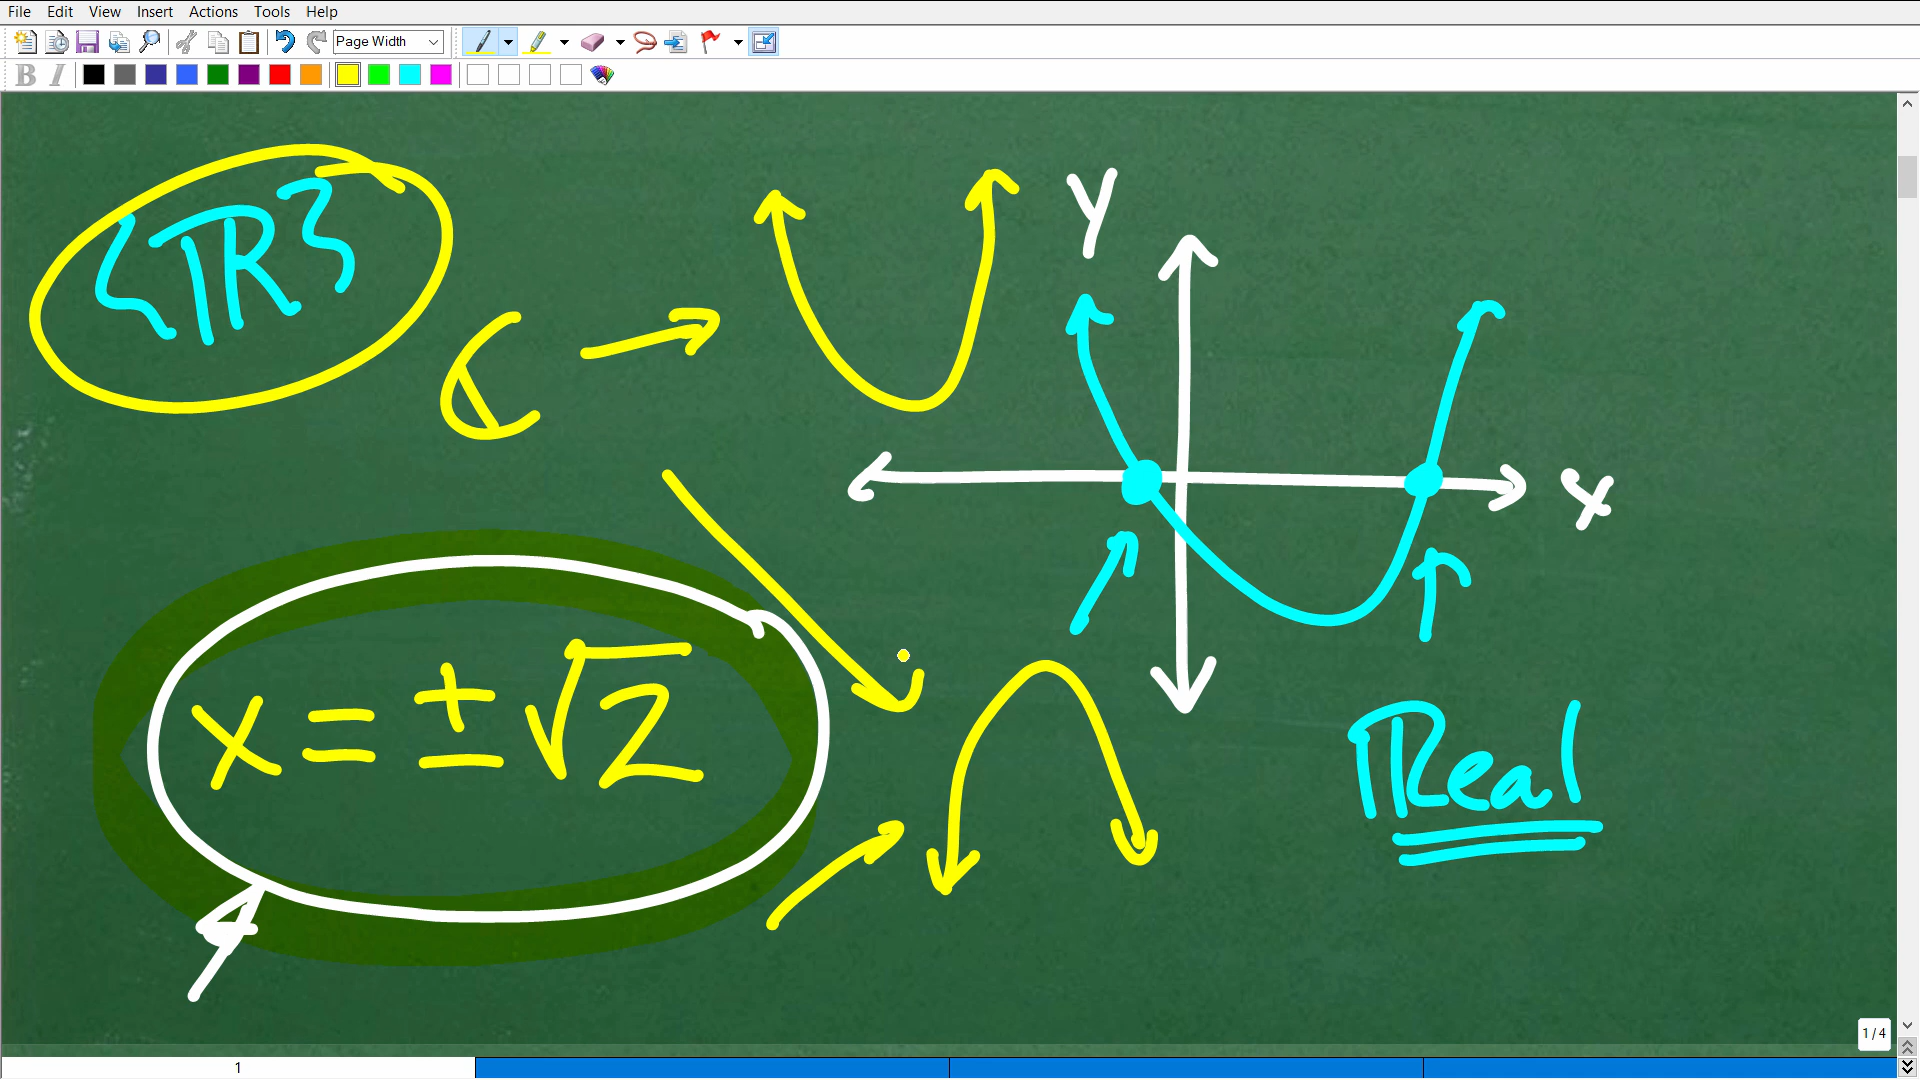 File Edit View Insert Actions Tools Help
Page Width
B I
{ℝ}
y
x
x = ±√2
Real
1 / 4
1